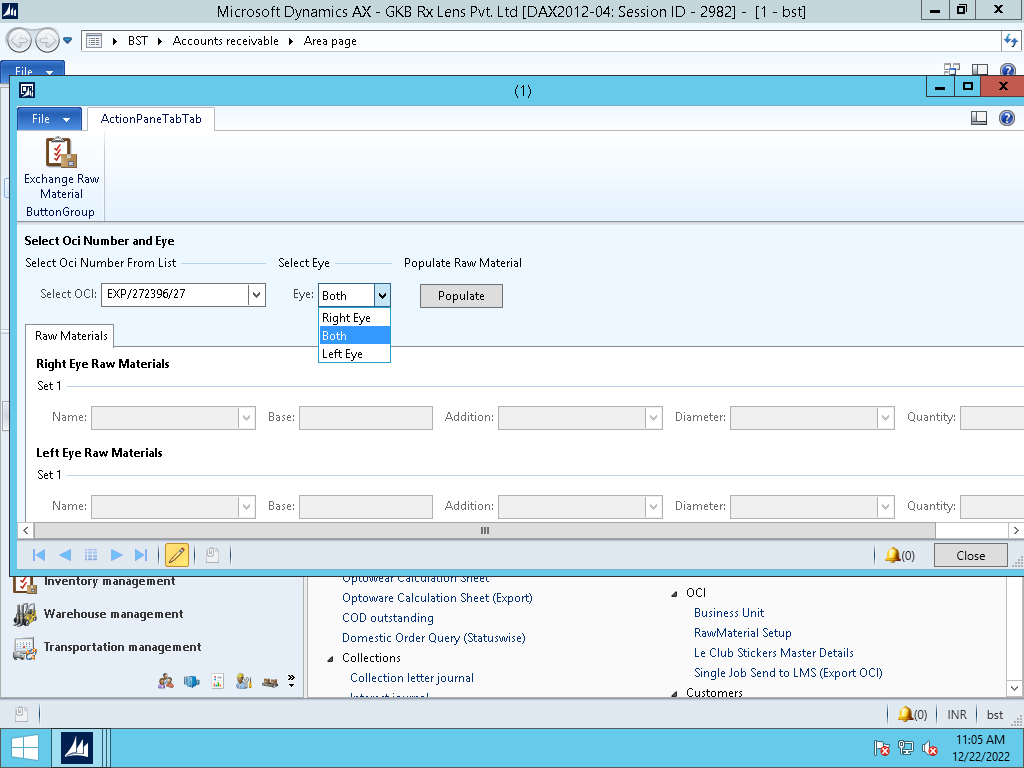 Microsoft Dynamics AX - GKB Rx Lens Pvt. Ltd [DAX2012-04: Session ID - 2982] - [1 - bst]
BST Accounts receivable Area page
File
(1)
File ActionPaneTabTab
Exchange Raw
Material
ButtonGroup
Select Oci Number and Eye
Select Oci Number From List Select Eye Populate Raw Material
Select OCI: EXP/272396/27 Eye: Both Populate
Right Eye
Both
Left Eye
Raw Materials
Right Eye Raw Materials
Set 1
Name: Base: Addition: Diameter: Quantity:
Left Eye Raw Materials
Set 1
Name: Base: Addition: Diameter: Quantity:
(0) Close
Inventory management
Warehouse management
Transportation management
Optowear Calculation Sheet
Optoware Calculation Sheet (Export)
COD outstanding
Domestic Order Query (Statuswise)
Collections
Collection letter journal
Interest journal
OCI
Business Unit
RawMaterial Setup
Le Club Stickers Master Details
Single Job Send to LMS (Export OCI)
Customers
(0) INR bst
11:05 AM
12/22/2022